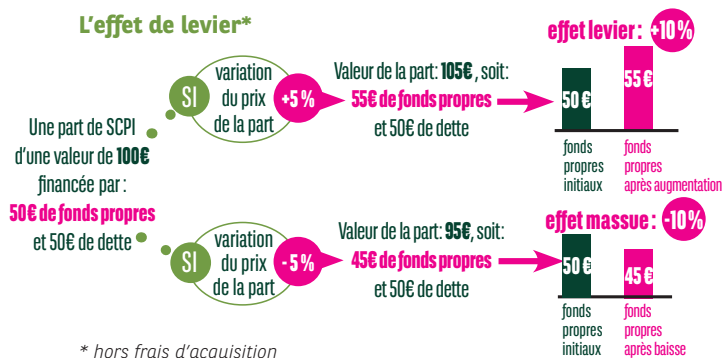 L'effet de levier*
Une part de SCPI
d'une valeur de 100€
financée par :
50€ de fonds propres
et 50€ de dette
SI
variation
du prix
de la part
+5 %
Valeur de la part: 105€, soit:
55€ de fonds propres
et 50€ de dette
effet levier : +10%
50 €
55 €
fonds
propres
initiaux
fonds
propres
après augmentation
SI
variation
du prix
de la part
-5 %
Valeur de la part: 95€, soit:
45€ de fonds propres
et 50€ de dette
effet massue : -10%
50 €
45 €
fonds
propres
initiaux
fonds
propres
après baisse
* hors frais d'acquisition